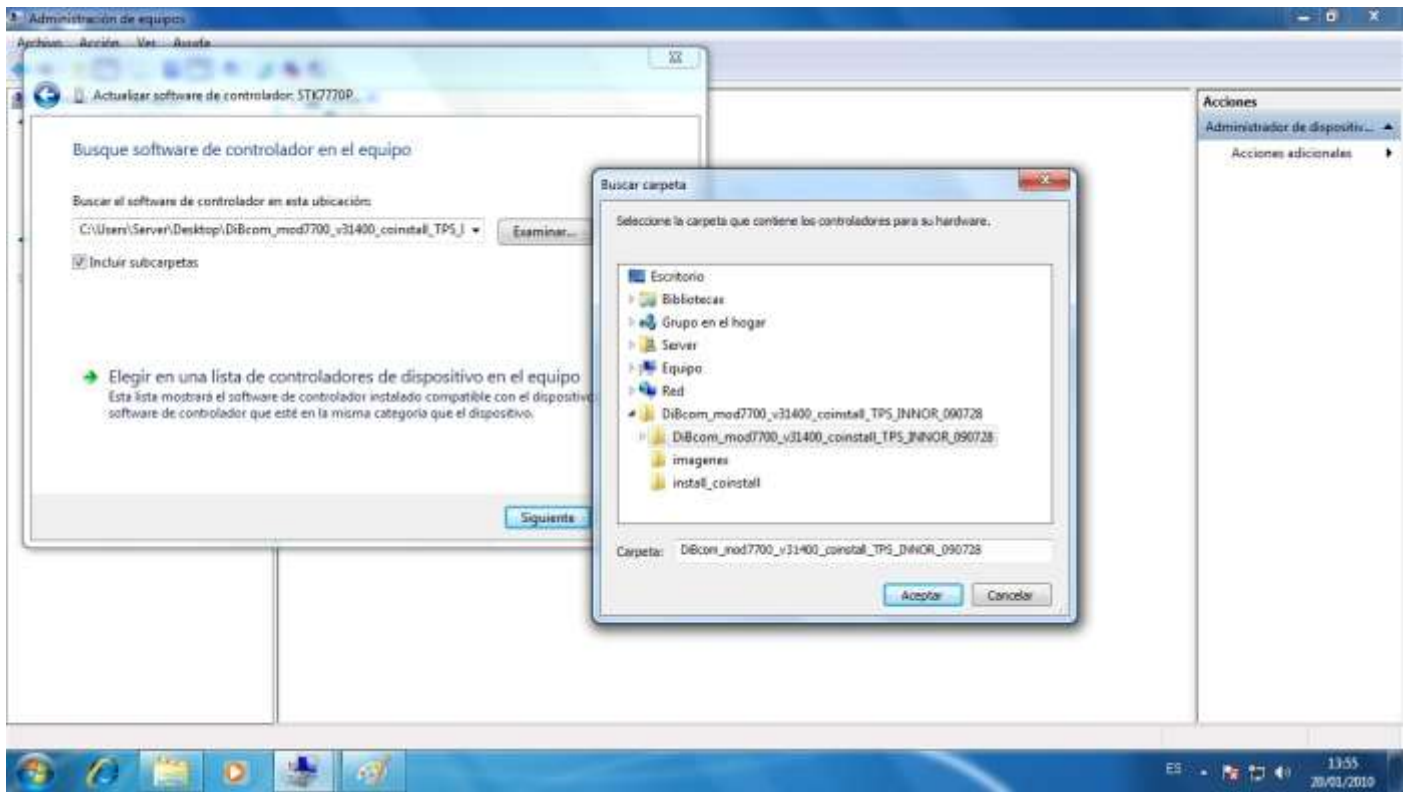 Administración de equipos
Archivo Acción Ver Ayuda
Actualizar software de controlador: STK7770P
Busque software de controlador en el equipo
Buscar el software de controlador en esta ubicación:
C:\Users\Server\Desktop\DiBcom_mod7700_v31400_coinstall_TPS_I
Examinar...
Incluir subcarpetas
Elegir en una lista de controladores de dispositivo en el equipo
Esta lista mostrará el software de controlador instalado compatible con el dispositivo
software de controlador que esté en la misma categoría que el dispositivo.
Siguiente
Buscar carpeta
Seleccione la carpeta que contiene los controladores para su hardware.
Escritorio
Bibliotecas
Grupo en el hogar
Server
Equipo
Red
DiBcom_mod7700_v31400_coinstall_TPS_INNOR_090728
DiBcom_mod7700_v31400_coinstall_TPS_INNOR_090728
imagenes
install_coinstall
Carpeta: DiBcom_mod7700_v31400_coinstall_TPS_INNOR_090728
Aceptar Cancelar
Acciones
Administrador de dispositiv...
Acciones adicionales
ES
13:55
20/01/2010